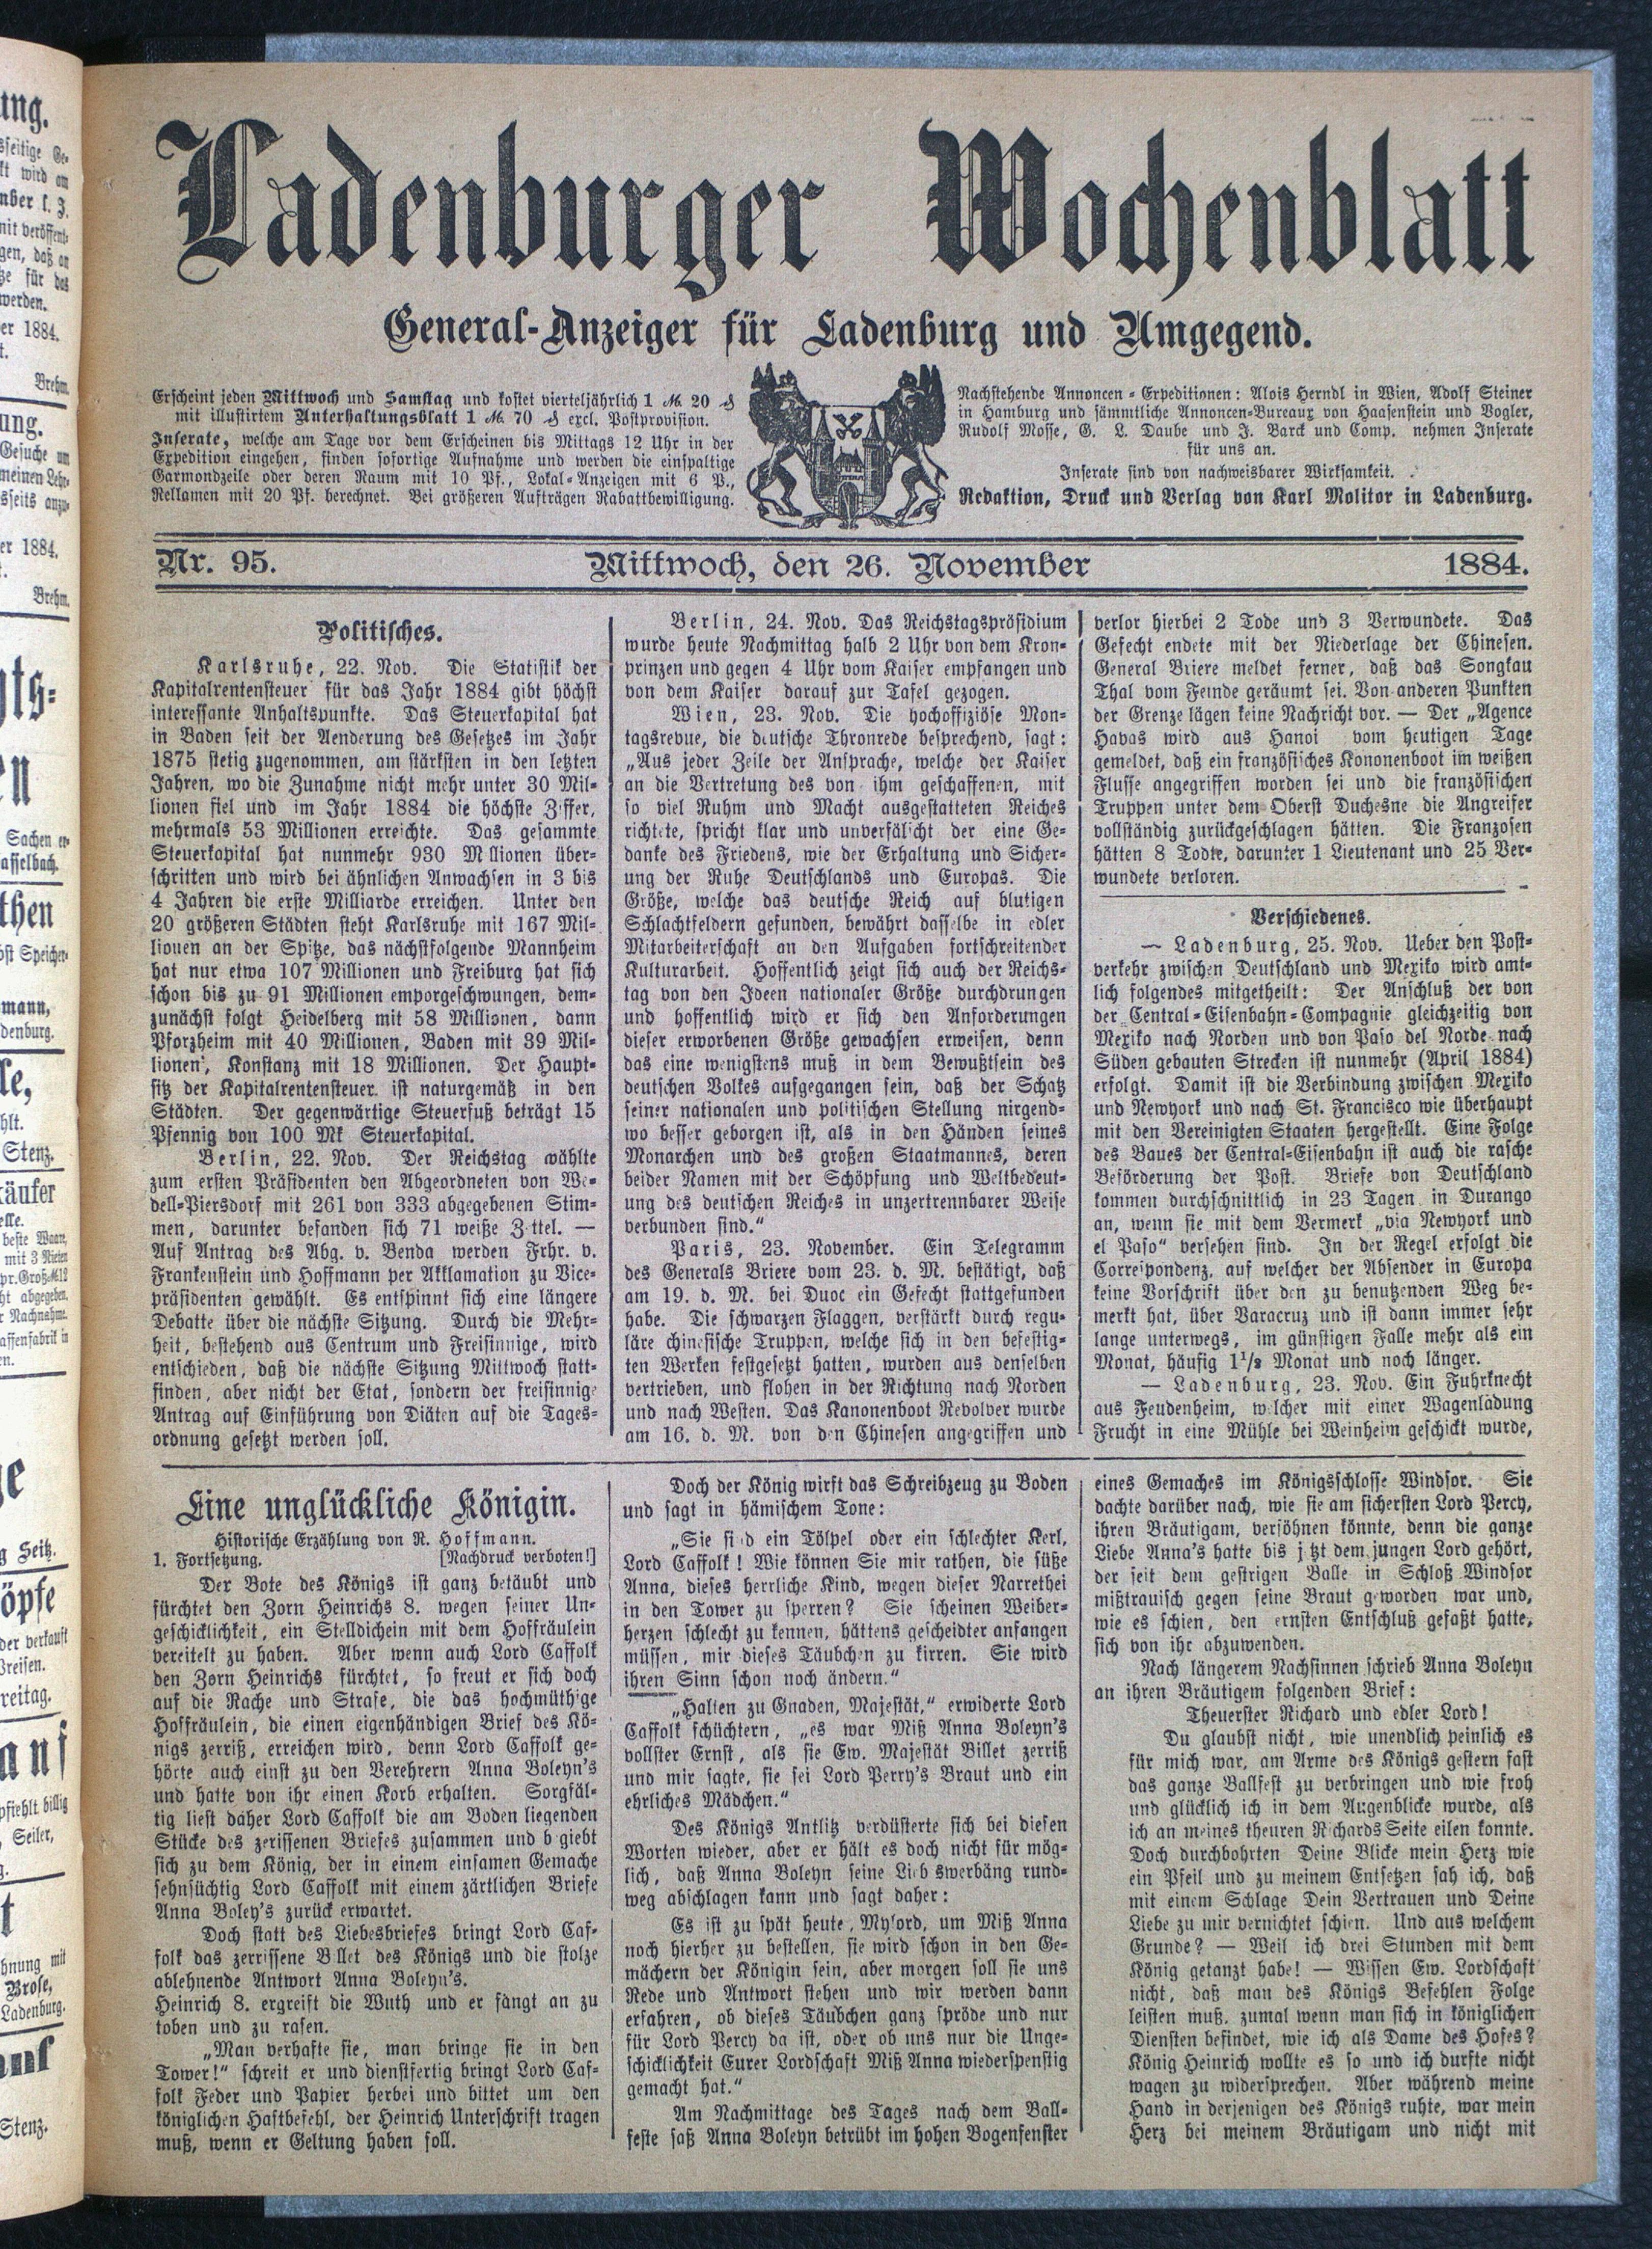 Ladenburger Wochenblatt
General-Anzeiger für Ladenburg und Umgegend.
Erscheint jeden Mittwoch und Samstag und kostet vierteljährlich 1 M. 20 ₰
mit illustrirtem Unterhaltungsblatt 1 M. 70 ₰ excl. Postprovision.
Inserate, welche am Tage vor dem Erscheinen bis Mittags 12 Uhr in der
Expedition eingehen, finden sofortige Aufnahme und werden die einspaltige
Garmondzeile oder deren Raum mit 10 Pf., Lokal-Anzeigen mit 6 P.,
Reklamen mit 20 Pf. berechnet. Bei größeren Aufträgen Rabattbewilligung.
Nachstehende Annoncen-Expeditionen: Alois Herndl in Wien, Adolf Steiner
in Hamburg und sämmtliche Annoncen-Bureaux von Haasenstein und Vogler,
Rudolf Mosse, G. L. Daube und J. Barck und Comp. nehmen Inserate
für uns an.
Inserate sind von nachweisbarer Wirksamkeit.
Redaktion, Druck und Verlag von Karl Molitor in Ladenburg.
Nr. 95. Mittwoch, den 26. November 1884.
Politisches.
Karlsruhe, 22. Nov. Die Statistik der
Kapitalrentensteuer für das Jahr 1884 gibt höchst
interessante Anhaltspunkte. Das Steuerkapital hat
in Baden seit der Aenderung des Gesetzes im Jahr
1875 stetig zugenommen, am stärksten in den letzten
Jahren, wo die Zunahme nicht mehr unter 30 Mil-
lionen fiel und im Jahr 1884 die höchste Ziffer,
mehrmals 53 Millionen erreichte. Das gesammte
Steuerkapital hat nunmehr 930 M llionen über-
schritten und wird bei ähnlichen Anwachsen in 3 bis
4 Jahren die erste Milliarde erreichen. Unter den
20 größeren Städten steht Karlsruhe mit 167 Mil-
lionen an der Spitze, das nächstfolgende Mannheim
hat nur etwa 107 Millionen und Freiburg hat sich
schon bis zu 91 Millionen emporgeschwungen, dem-
zunächst folgt Heidelberg mit 58 Millionen, dann
Pforzheim mit 40 Millionen, Baden mit 39 Mil-
lionen, Konstanz mit 18 Millionen. Der Haupt-
sitz der Kapitalrentensteuer ist naturgemäß in den
Städten. Der gegenwärtige Steuerfuß beträgt 15
Pfennig von 100 Mk Steuerkapital.
Berlin, 22. Nov. Der Reichstag wählte
zum ersten Präsidenten den Abgeordneten von We-
dell-Piersdorf mit 261 von 333 abgegebenen Stim-
men, darunter befanden sich 71 weiße Z ttel. —
Auf Antrag des Abg. v. Benda werden Frhr. v.
Frankenstein und Hoffmann per Akklamation zu Vice-
präsidenten gewählt. Es entspinnt sich eine längere
Debatte über die nächste Sitzung. Durch die Mehr-
heit, bestehend aus Centrum und Freisinnige, wird
entschieden, daß die nächste Sitzung Mittwoch statt-
finden, aber nicht der Etat, sondern der freisinnige
Antrag auf Einführung von Diäten auf die Tages-
ordnung gesetzt werden soll.
Berlin, 24. Nov. Das Reichstagspräsidium
wurde heute Nachmittag halb 2 Uhr von dem Kron-
prinzen und gegen 4 Uhr vom Kaiser empfangen und
von dem Kaiser darauf zur Tafel gezogen.
Wien, 23. Nov. Die hochoffiziöse Mon-
tagsrevue, die deutsche Thronrede besprechend, sagt:
„Aus jeder Zeile der Ansprache, welche der Kaiser
an die Vertretung des von ihm geschaffenen, mit
so viel Ruhm und Macht ausgestatteten Reiches
richtete, spricht klar und unverfälscht der eine Ge-
danke des Friedens, wie der Erhaltung und Sicher-
ung der Ruhe Deutschlands und Europas. Die
Größe, welche das deutsche Reich auf blutigen
Schlachtfeldern gefunden, bewährt dasselbe in edler
Mitarbeiterschaft an den Aufgaben fortschreitender
Kulturarbeit. Hoffentlich zeigt sich auch der Reichs-
tag von den Ideen nationaler Größe durchdrungen
und hoffentlich wird er sich den Anforderungen
dieser erworbenen Größe gewachsen erweisen, denn
das eine wenigstens muß in dem Bewußtsein des
deutschen Volkes aufgegangen sein, daß der Schatz
seiner nationalen und politischen Stellung nirgend-
wo besser geborgen ist, als in den Händen seines
Monarchen und des großen Staatmannes, deren
beider Namen mit der Schöpfung und Weltbedeut-
ung des deutschen Reiches in unzertrennbarer Weise
verbunden sind.“
Paris, 23. November. Ein Telegramm
des Generals Briere vom 23. d. M. bestätigt, daß
am 19. d. M. bei Duoc ein Gefecht stattgefunden
habe. Die schwarzen Flaggen, verstärkt durch regu-
läre chinesische Truppen, welche sich in den befestig-
ten Werken festgesetzt hatten, wurden aus denselben
vertrieben, und flohen in der Richtung nach Norden
und nach Westen. Das Kanonenboot Revolver wurde
am 16. d. M. von den Chinesen angegriffen und
verlor hierbei 2 Tode und 3 Verwundete. Das
Gefecht endete mit der Niederlage der Chinesen.
General Briere meldet ferner, daß das Songkau
Thal vom Feinde geräumt sei. Von anderen Punkten
der Grenze lägen keine Nachricht vor. — Der „Agence
Havas wird aus Hanoi vom heutigen Tage
gemeldet, daß ein französisches Kononenboot im weißen
Flusse angegriffen worden sei und die französischen
Truppen unter dem Oberst Duchesne die Angreifer
vollständig zurückgeschlagen hätten. Die Franzosen
hätten 8 Todte, darunter 1 Lieutenant und 25 Ver-
wundete verloren.
Verschiedenes.
— Ladenburg, 25. Nov. Ueber den Post-
verkehr zwischen Deutschland und Mexiko wird amt-
lich folgendes mitgetheilt: Der Anschluß der von
der Central-Eisenbahn-Compagnie gleichzeitig von
Mexiko nach Norden und von Paso del Norde nach
Süden gebauten Strecken ist nunmehr (April 1884)
erfolgt. Damit ist die Verbindung zwischen Mexiko
und Newyork und nach St. Francisco wie überhaupt
mit den Vereinigten Staaten hergestellt. Eine Folge
des Baues der Central-Eisenbahn ist auch die rasche
Beförderung der Post. Briefe von Deutschland
kommen durchschnittlich in 23 Tagen in Durango
an, wenn sie mit dem Vermerk „via Newyork und
el Paso“ versehen sind. In der Regel erfolgt die
Correspondenz, auf welcher der Absender in Europa
keine Vorschrift über den zu benutzenden Weg be-
merkt hat, über Varacruz und ist dann immer sehr
lange unterwegs, im günstigen Falle mehr als ein
Monat, häufig 1½ Monat und noch länger.
— Ladenburg, 23. Nov. Ein Fuhrknecht
aus Feudenheim, welcher mit einer Wagenladung
Frucht in eine Mühle bei Weinheim geschickt wurde,
Eine unglückliche Königin.
Historische Erzählung von R. Hoffmann.
1. Fortsetzung. [Nachdruck verboten!]
Der Bote des Königs ist ganz betäubt und
fürchtet den Zorn Heinrichs 8. wegen seiner Un-
geschicklichkeit, ein Stelldichein mit dem Hoffräulein
vereitelt zu haben. Aber wenn auch Lord Caffolk
den Zorn Heinrichs fürchtet, so freut er sich doch
auf die Rache und Strafe, die das hochmüthige
Hoffräulein, die einen eigenhändigen Brief des Kö-
nigs zerriß, erreichen wird, denn Lord Caffolk ge-
hörte auch einst zu den Verehrern Anna Boleyn's
und hatte von ihr einen Korb erhalten. Sorgfäl-
tig liest daher Lord Caffolk die am Boden liegenden
Stücke des zerissenen Briefes zusammen und b giebt
sich zu dem König, der in einem einsamen Gemache
sehnsüchtig Lord Caffolk mit einem zärtlichen Briefe
Anna Boley's zurück erwartet.
Doch statt des Liebesbriefes bringt Lord Caf-
folk das zerrissene B llet des Königs und die stolze
ablehnende Antwort Anna Boleyn's.
Heinrich 8. ergreift die Wuth und er fängt an zu
toben und zu rasen.
„Man verhafte sie, man bringe sie in den
Tower!“ schreit er und dienstfertig bringt Lord Caf-
folk Feder und Papier herbei und bittet um den
königlichen Haftbefehl, der Heinrich Unterschrift tragen
muß, wenn er Geltung haben soll.
Doch der König wirft das Schreibzeug zu Boden
und sagt in hämischem Tone:
„Sie si d ein Tölpel oder ein schlechter Kerl,
Lord Caffolk! Wie können Sie mir rathen, die süße
Anna, dieses herrliche Kind, wegen dieser Narrethei
in den Tower zu sperren? Sie scheinen Weiber-
herzen schlecht zu kennen, hättens gescheidter anfangen
müssen, mir dieses Täubchen zu kirren. Sie wird
ihren Sinn schon noch ändern.“
„Halten zu Gnaden, Majestät,“ erwiderte Lord
Caffolk schüchtern, „es war Miß Anna Boleyn's
vollster Ernst, als sie Ew. Majestät Billet zerriß
und mir sagte, sie sei Lord Perry's Braut und ein
ehrliches Mädchen.“
Des Königs Antlitz verdüsterte sich bei diesen
Worten wieder, aber er hält es doch nicht für mög-
lich, daß Anna Boleyn seine Lieb swerbäng rund-
weg abschlagen kann und sagt daher:
Es ist zu spät heute, Mylord, um Miß Anna
noch hierher zu bestellen, sie wird schon in den Ge-
mächern der Königin sein, aber morgen soll sie uns
Rede und Antwort stehen und wir werden dann
erfahren, ob dieses Täubchen ganz spröde und nur
für Lord Percy da ist, oder ob uns nur die Unge-
schicklichkeit Eurer Lordschaft Miß Anna wiederspenstig
gemacht hat.“
Am Nachmittage des Tages nach dem Ball-
feste saß Anna Boleyn betrübt im hohen Bogenfenster
eines Gemaches im Königsschlosse Windsor. Sie
dachte darüber nach, wie sie am sichersten Lord Percy,
ihren Bräutigam, versöhnen könnte, denn die ganze
Liebe Anna's hatte bis j tzt dem jungen Lord gehört,
der seit dem gestrigen Balle in Schloß Windsor
mißtrauisch gegen seine Braut geworden war und,
wie es schien, den ernsten Entschluß gefaßt hatte,
sich von ihr abzuwenden.
Nach längerem Nachsinnen schrieb Anna Boleyn
an ihren Bräutigem folgenden Brief:
Theuerster Richard und edler Lord!
Du glaubst nicht, wie unendlich peinlich es
für mich war, am Arme des Königs gestern fast
das ganze Ballfest zu verbringen und wie froh
und glücklich ich in dem Augenblicke wurde, als
ich an meines theuren R chards Seite eilen konnte.
Doch durchbohrten Deine Blicke mein Herz wie
ein Pfeil und zu meinem Entsetzen sah ich, daß
mit einem Schlage Dein Vertrauen und Deine
Liebe zu mir vernichtet schien. Und aus welchem
Grunde? — Weil ich drei Stunden mit dem
König getanzt habe! — Wissen Ew. Lordschaft
nicht, daß man des Königs Befehlen Folge
leisten muß, zumal wenn man sich in königlichen
Diensten befindet, wie ich als Dame des Hofes?
König Heinrich wollte es so und ich durfte nicht
wagen zu widersprechen. Aber während meine
Hand in derjenigen des Königs ruhte, war mein
Herz bei meinem Bräutigam und nicht mit